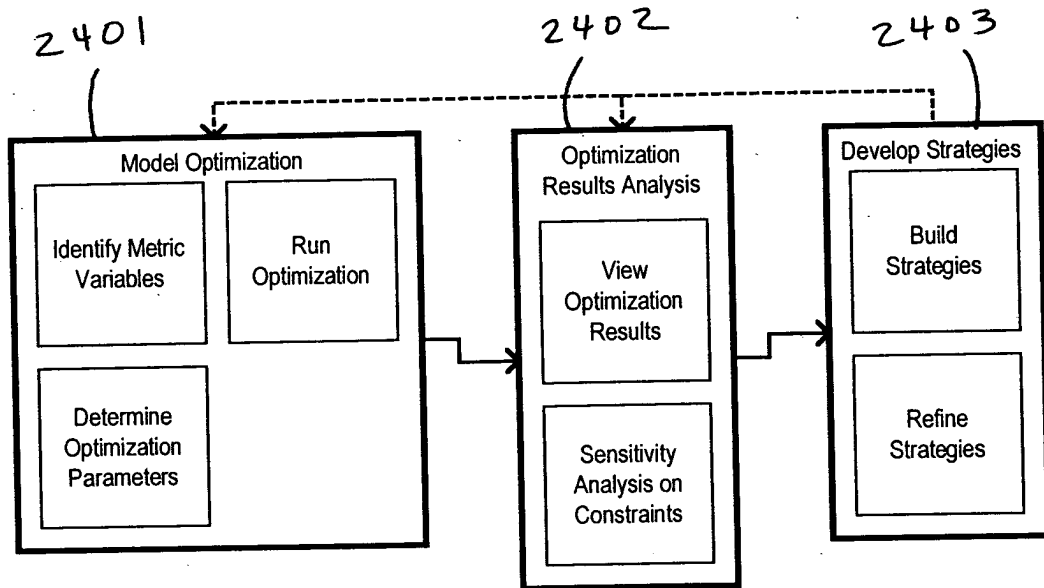 2401
2402
2403
Model Optimization
Identify Metric
Variables
Run
Optimization
Determine
Optimization
Parameters
Optimization
Results Analysis
View
Optimization
Results
Sensitivity
Analysis on
Constraints
Develop Strategies
Build
Strategies
Refine
Strategies